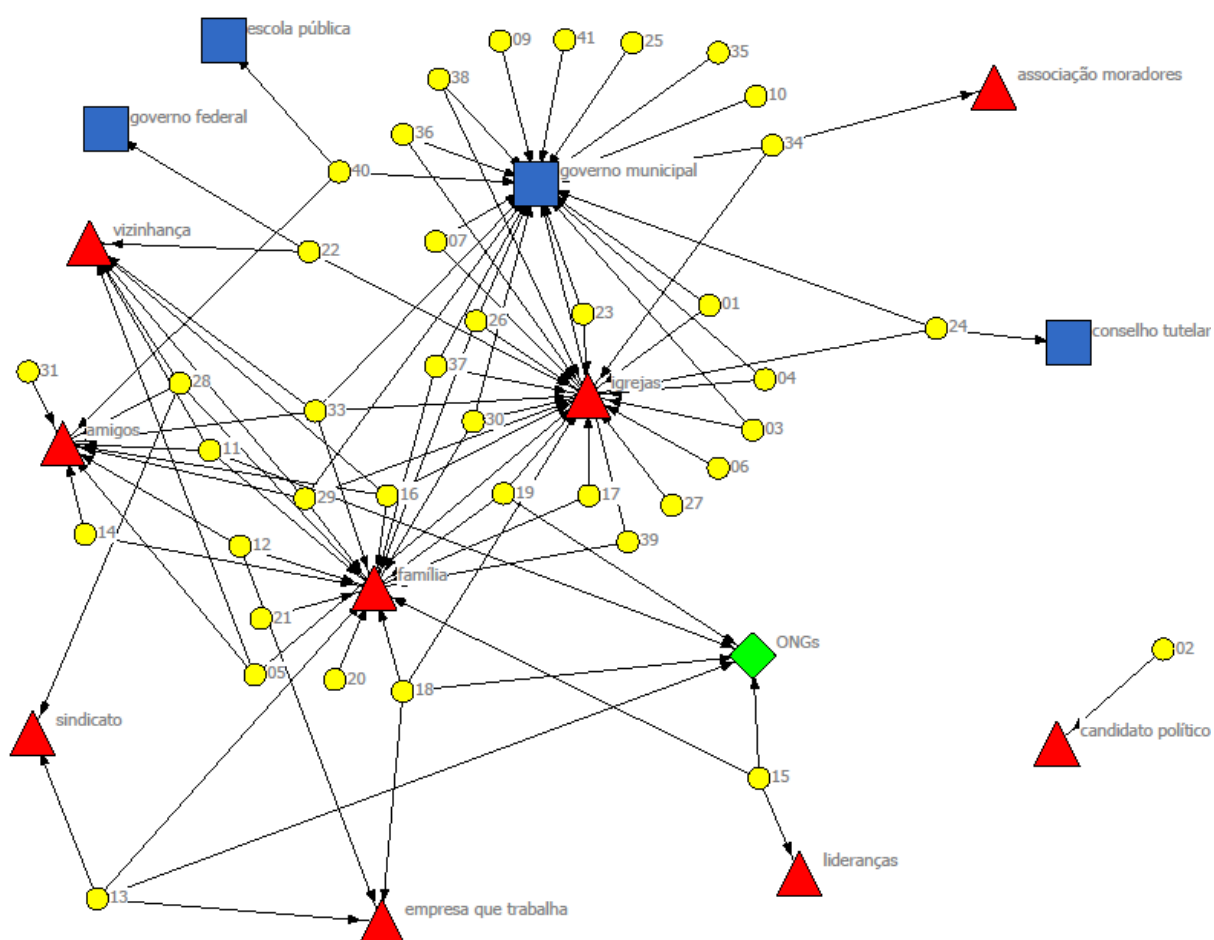 escola pública
09
41
25
35
38
associação moradores
10
governo federal
36
34
40
governo municipal
vizinhança
07
22
01
23
26
24
conselho tutelar
37
31
28
04
igrejas
33
30
amigos
03
11
06
29
16
19
17
27
14
39
12
família
21
ONGs
02
05
20
18
sindicato
candidato político
15
lideranças
13
empresa que trabalha